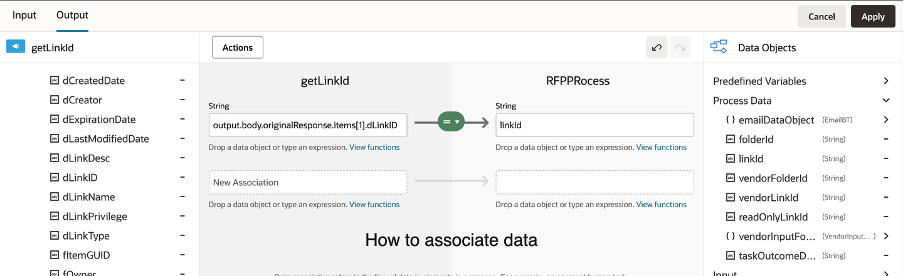 Input
Output
Cancel
Apply
getLinkId
dCreatedDate
dCreator
dExpirationDate
dLastModifiedDate
dLinkDesc
dLinkID
dLinkName
dLinkPrivilege
dLinkType
fItemGUID
fOwner
Actions
getLinkId
RFPPRocess
String
output.body.originalResponse.items[1].dLinkID
=
String
linkId
Drop a data object or type an expression. View functions
Drop a data object or type an expression. View functions
New Association
Drop a data object or type an expression. View functions
Drop a data object or type an expression. View functions
How to associate data
Data Objects
Predefined Variables
Process Data
{ } emailDataObject (EmailBT)
folderId (String)
linkId (String)
vendorFolderId (String)
vendorLinkId (String)
readOnlyLinkId (String)
{ } vendorInputFo... (VendorInput...
taskOutcomeD... (String)
Input